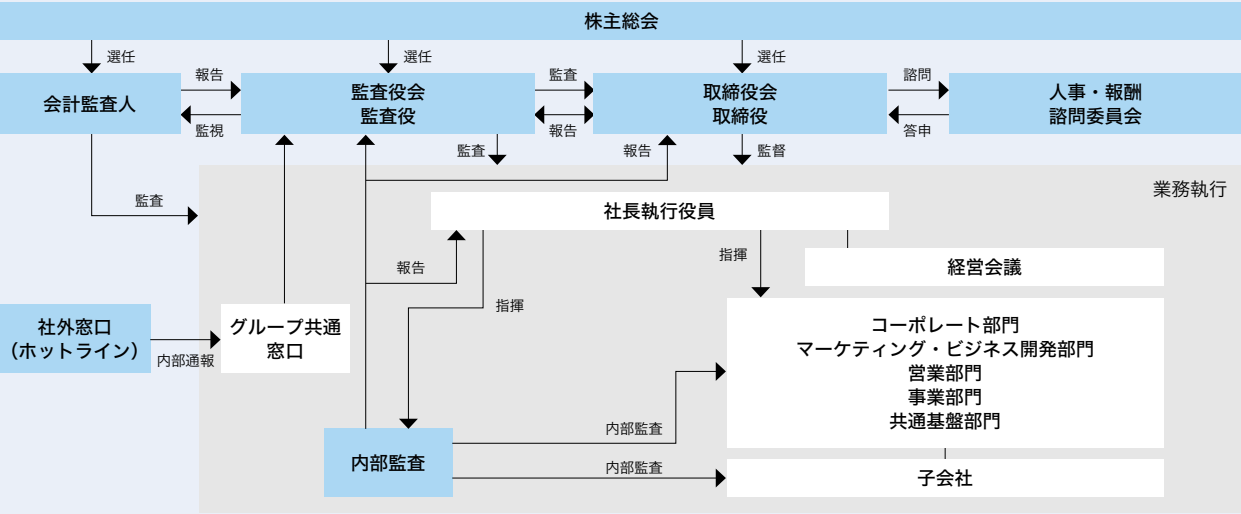 株主総会
選任
選任
選任
会計監査人
報告
監視
監査役会
監査役
監査
報告
取締役会
取締役
諮問
答申
人事・報酬
諮問委員会
監査
報告
監督
監査
業務執行
社長執行役員
報告
指揮
指揮
経営会議
社外窓口
（ホットライン）
内部通報
グループ共通
窓口
コーポレート部門
マーケティング・ビジネス開発部門
営業部門
事業部門
共通基盤部門
内部監査
内部監査
内部監査
子会社